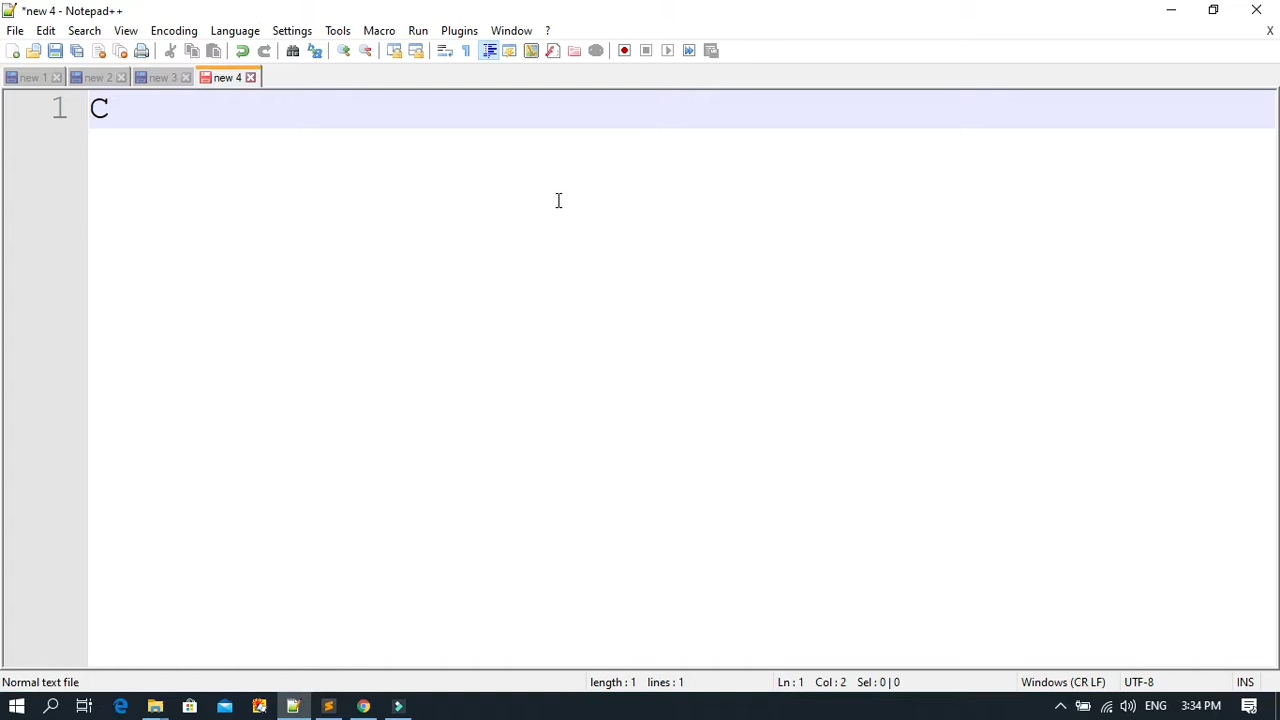 *new 4 - Notepad++
File Edit Search View Encoding Language Settings Tools Macro Run Plugins Window ? X
new 1 new 2 new 3 new 4
1 C
Normal text file length : 1 lines : 1 Ln : 1 Col : 2 Sel : 0 | 0 Windows (CR LF) UTF-8 INS
ENG 3:34 PM